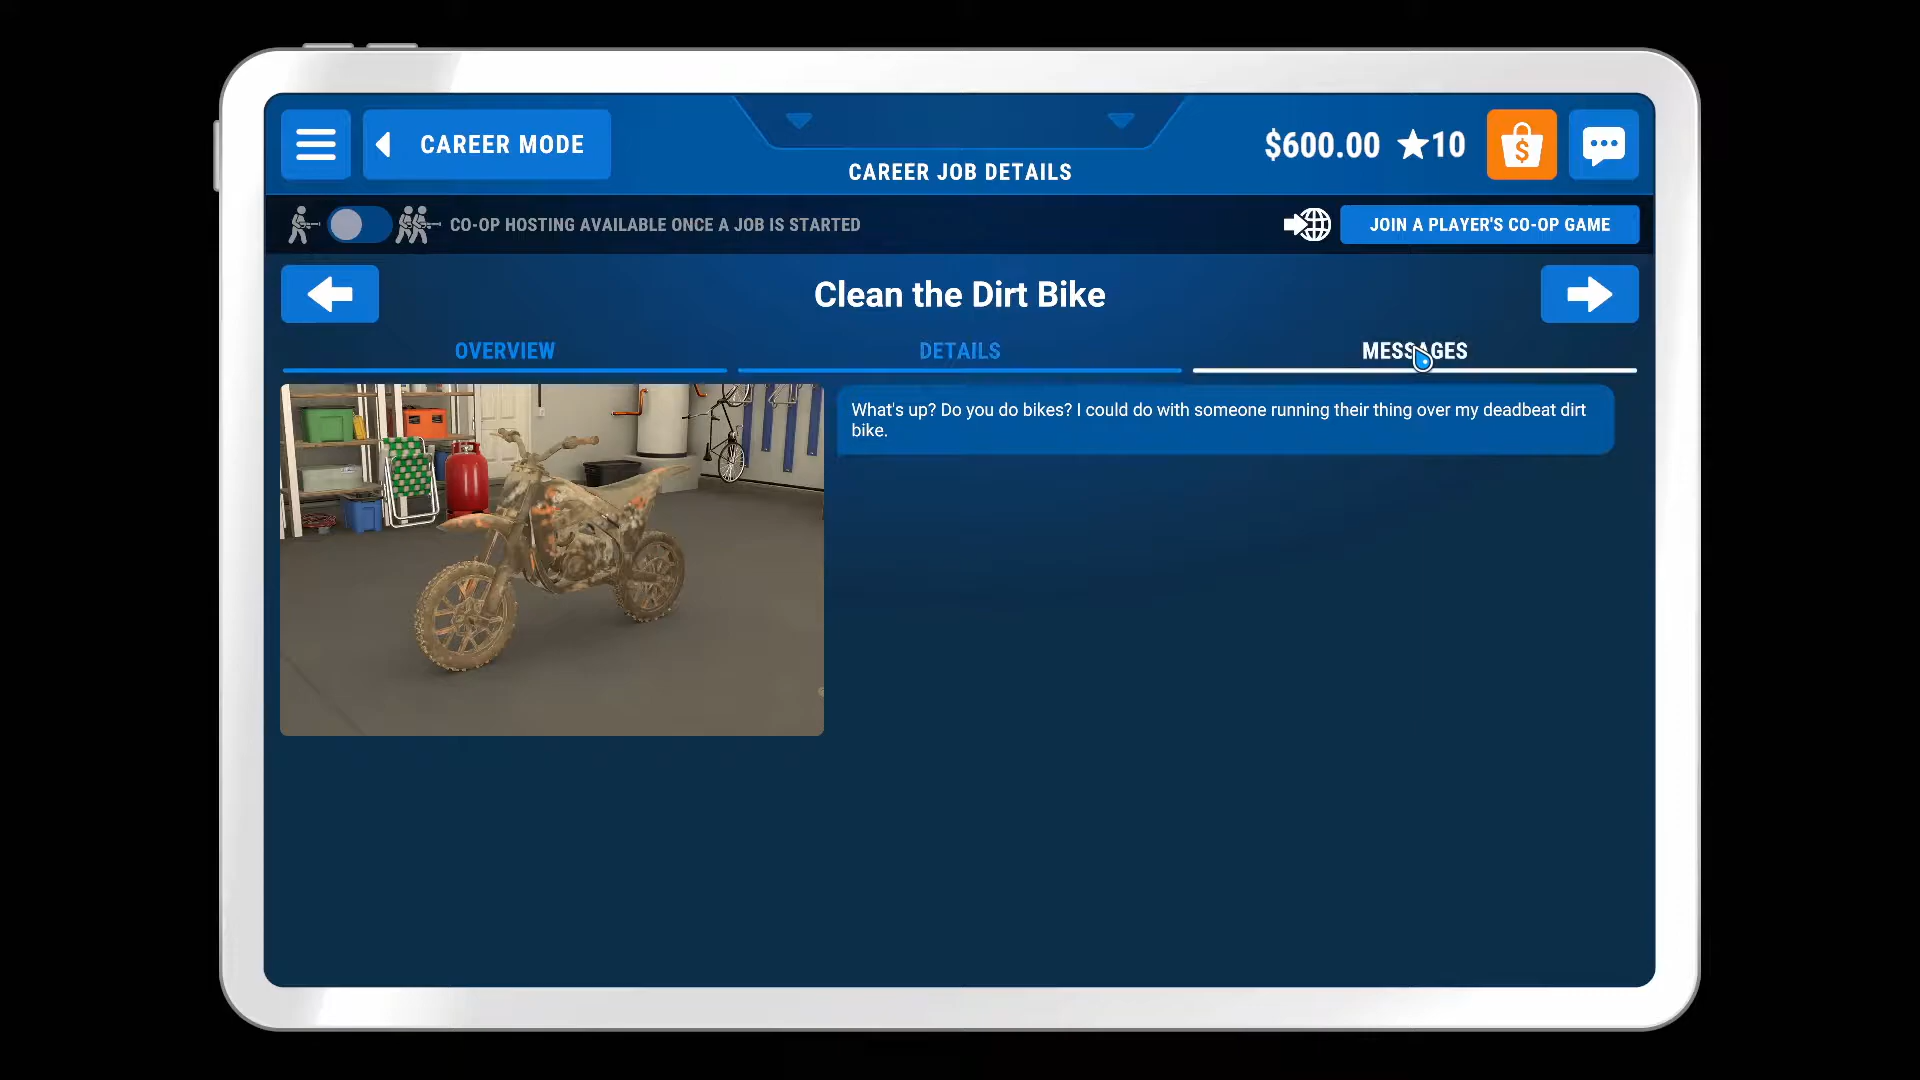 CAREER MODE
CAREER JOB DETAILS
$600.00 ★10
CO-OP HOSTING AVAILABLE ONCE A JOB IS STARTED
JOIN A PLAYER'S CO-OP GAME
Clean the Dirt Bike
OVERVIEW
DETAILS
MESSAGES
What's up? Do you do bikes? I could do with someone running their thing over my deadbeat dirt
bike.